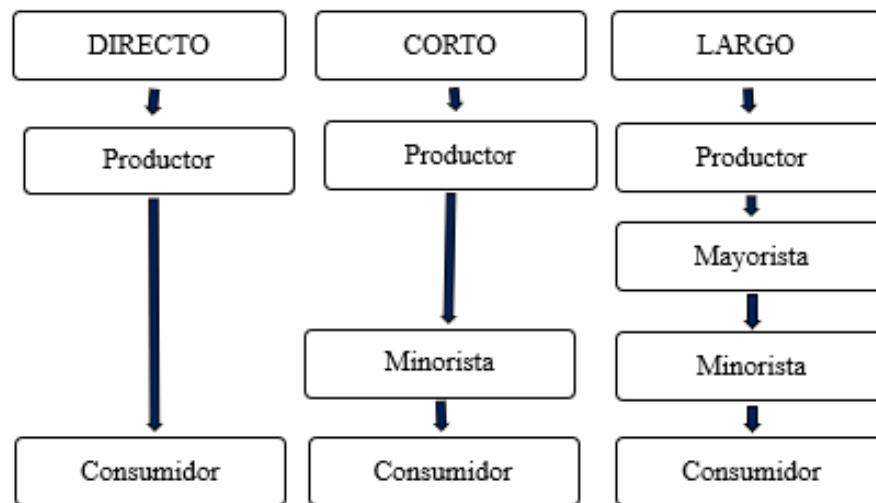 DIRECTO
CORTO
LARGO
Productor
Productor
Productor
Mayorista
Minorista
Minorista
Consumidor
Consumidor
Consumidor